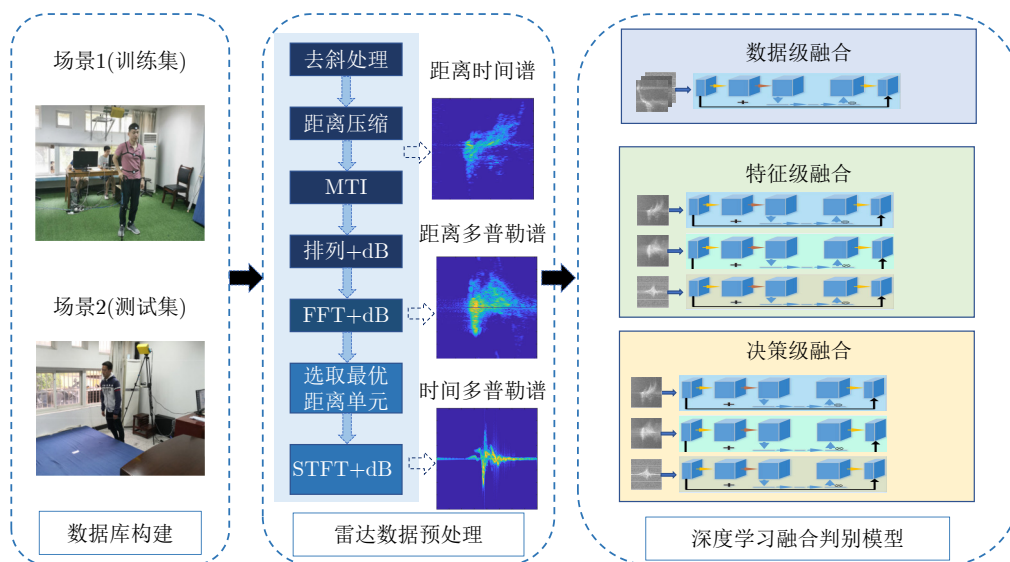 场景1(训练集)
场景2(测试集)
数据库构建
去斜处理
距离压缩
MTI
排列+dB
FFT+dB
选取最优
距离单元
STFT+dB
距离时间谱
距离多普勒谱
时间多普勒谱
雷达数据预处理
数据级融合
特征级融合
决策级融合
深度学习融合判别模型